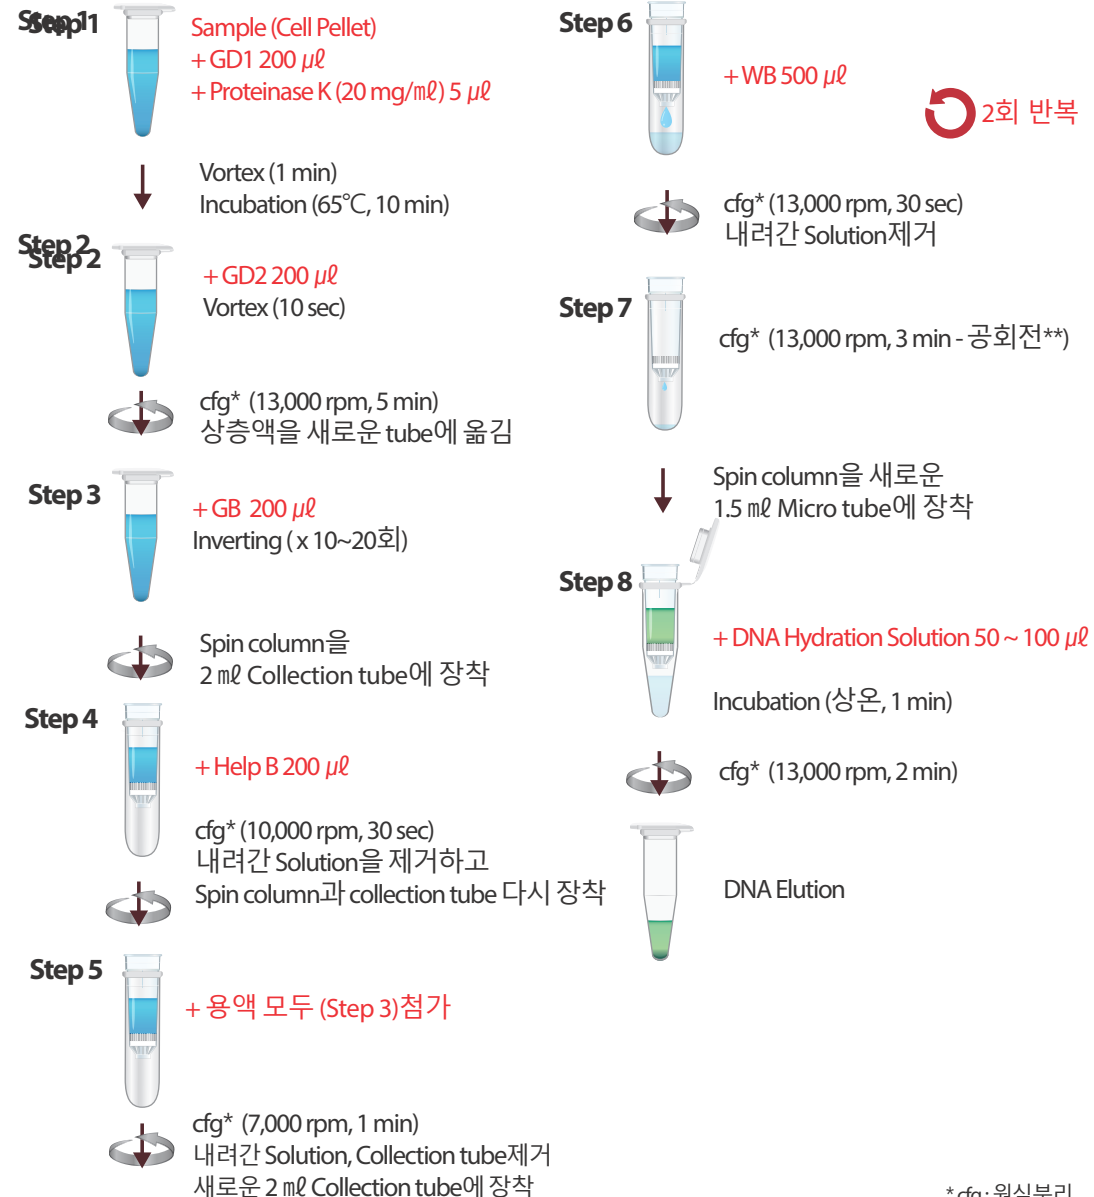 Step 1
Step 1
Sample (Cell Pellet)
+ GD1 200 ㎕
+ Proteinase K (20 mg/㎖) 5 ㎕
Vortex (1 min)
Incubation (65℃, 10 min)
Step 2
Step 2
+ GD2 200 ㎕
Vortex (10 sec)
cfg* (13,000 rpm, 5 min)
상층액을 새로운 tube에 옮김
Step 3
+ GB 200 ㎕
Inverting ( x 10~20회)
Spin column을
2 ㎖ Collection tube에 장착
Step 4
+ Help B 200 ㎕
cfg* (10,000 rpm, 30 sec)
내려간 Solution을 제거하고
Spin column과 collection tube 다시 장착
Step 5
+ 용액 모두 (Step 3)첨가
cfg* (7,000 rpm, 1 min)
내려간 Solution, Collection tube제거
새로운 2 ㎖ Collection tube에 장착
Step 6
+ WB 500 ㎕
2회 반복
cfg* (13,000 rpm, 30 sec)
내려간 Solution제거
Step 7
cfg* (13,000 rpm, 3 min - 공회전**)
Spin column을 새로운
1.5 ㎖ Micro tube에 장착
Step 8
+ DNA Hydration Solution 50 ~ 100 ㎕
Incubation (상온, 1 min)
cfg* (13,000 rpm, 2 min)
DNA Elution
* cfg : 원심분리